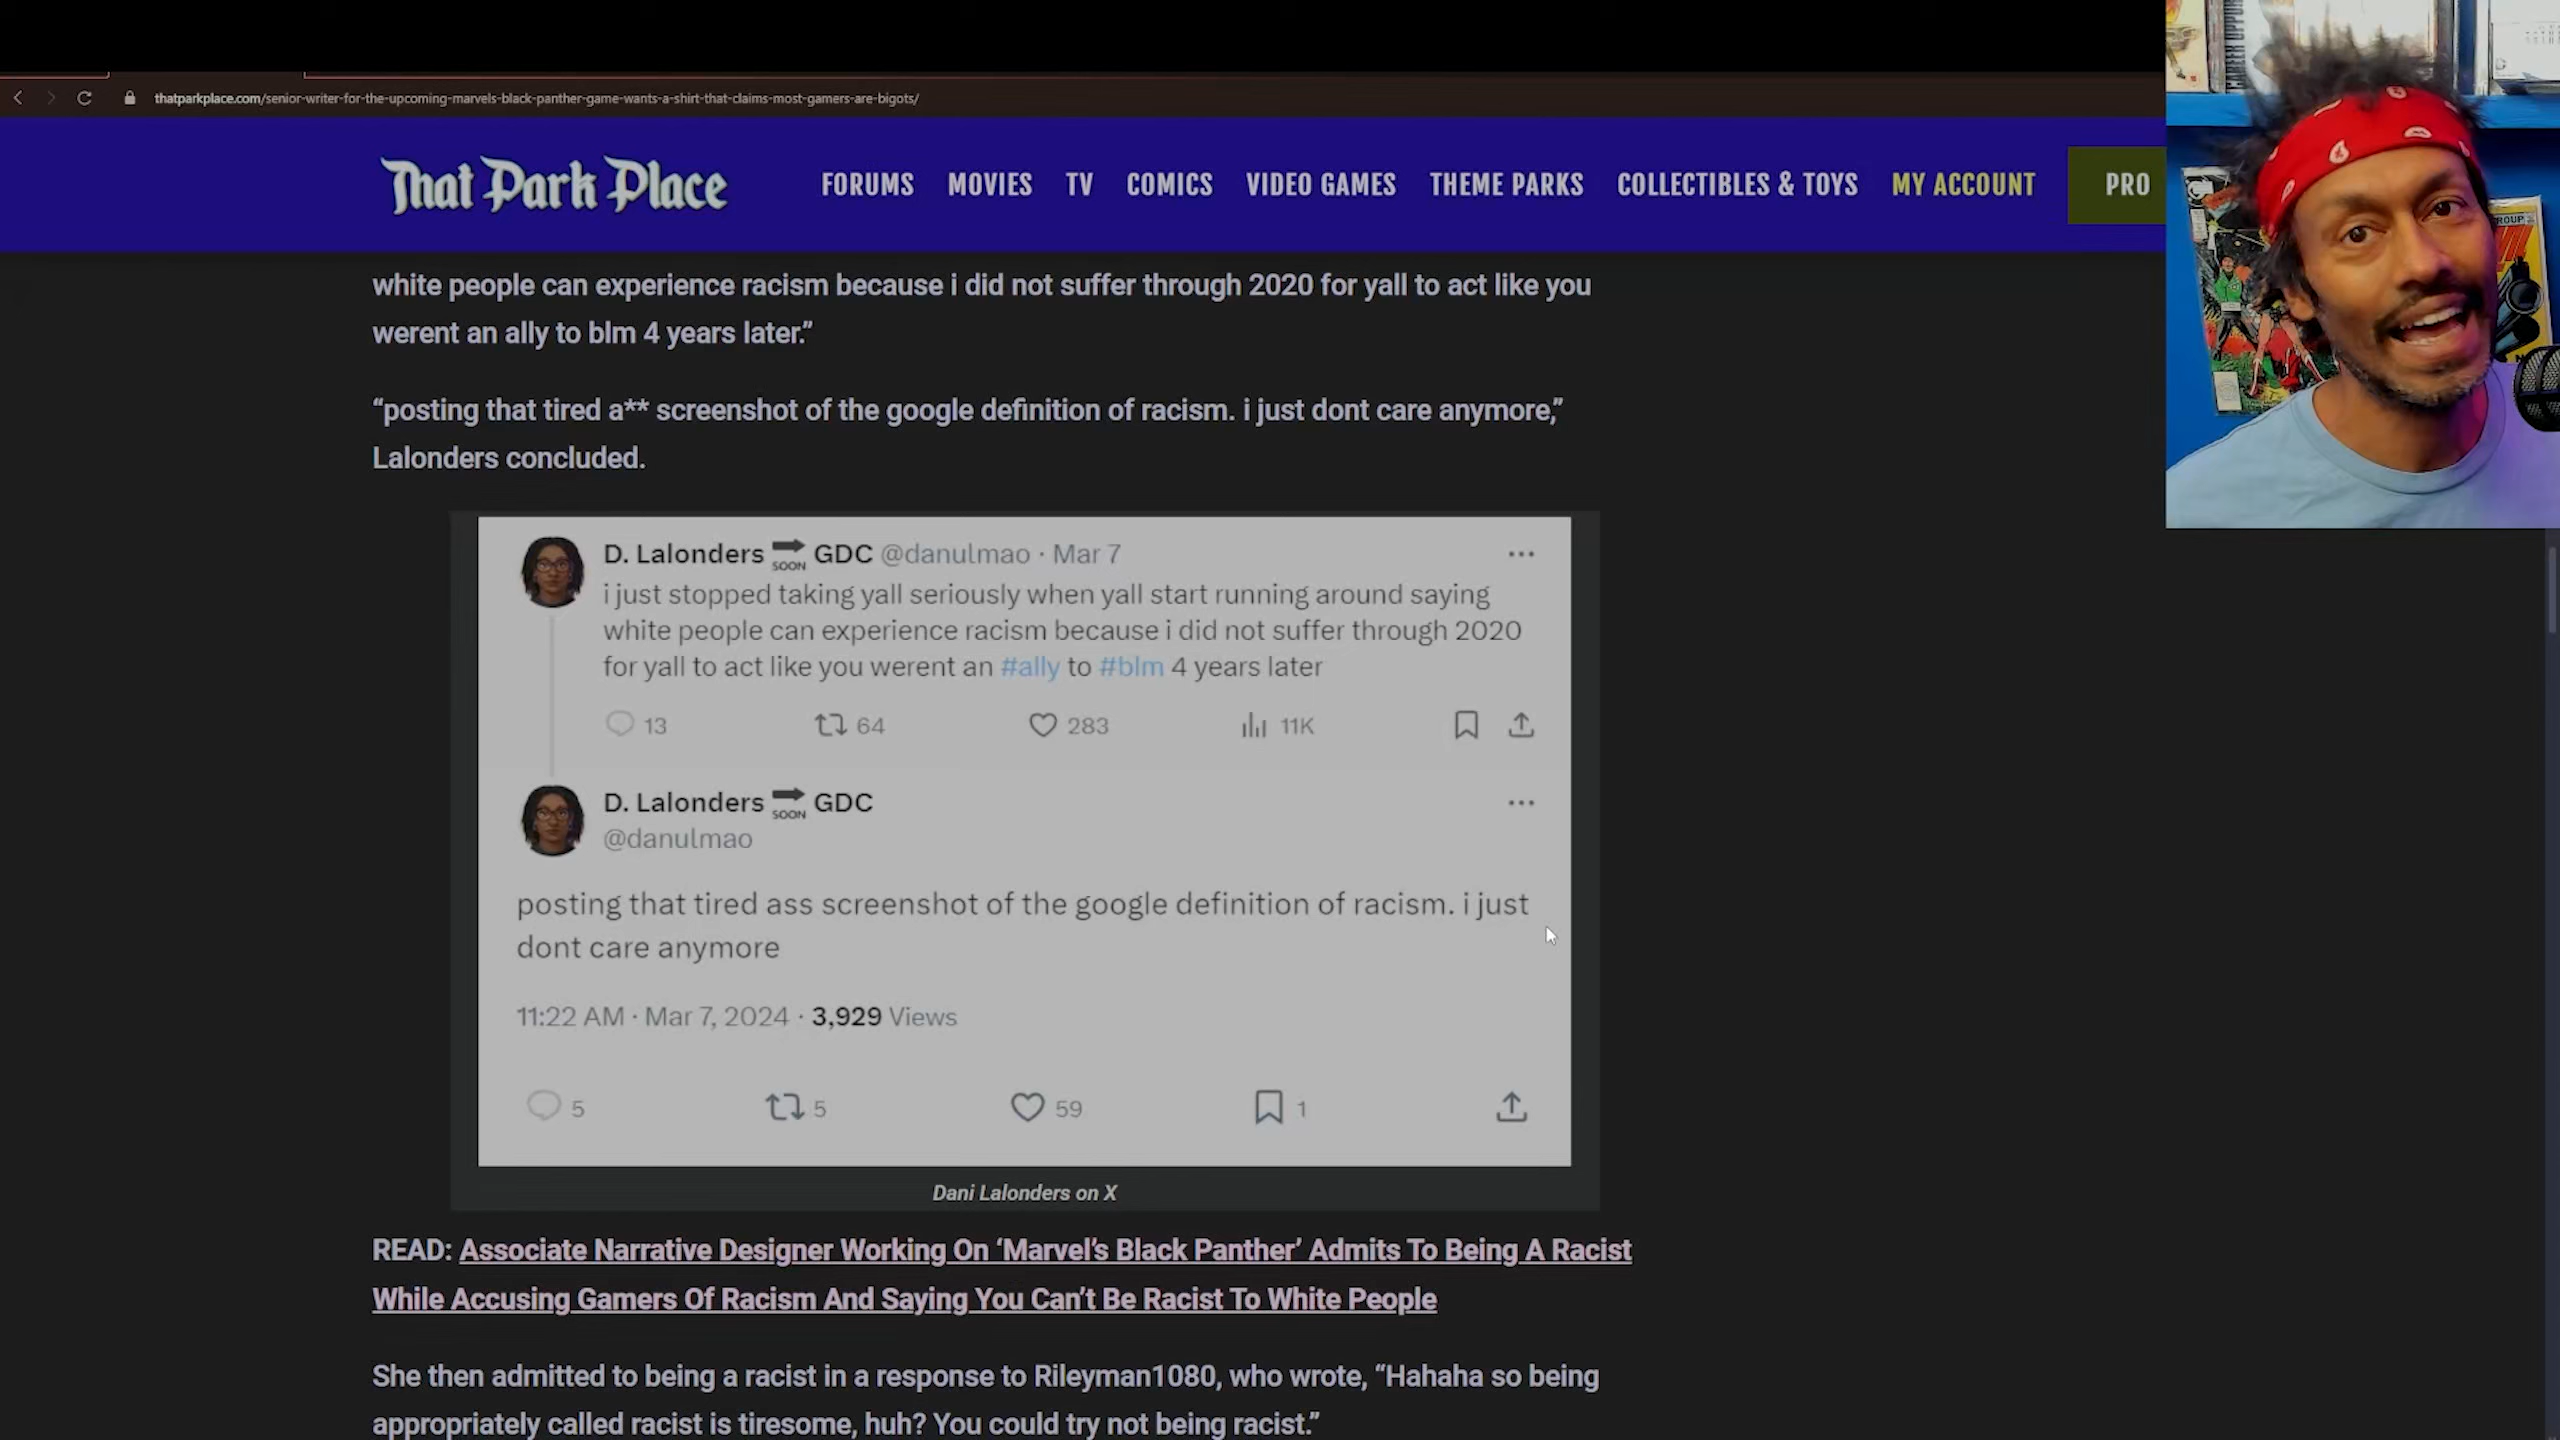 thatparkplace.com/senior-writer-for-the-upcoming-marvels-black-panther-game-wants-a-shirt-that-claims-most-gamers-are-bigots/
That Park Place
FORUMS MOVIES TV COMICS VIDEO GAMES THEME PARKS COLLECTIBLES & TOYS MY ACCOUNT PRO
white people can experience racism because i did not suffer through 2020 for yall to act like you
werent an ally to blm 4 years later.”
“posting that tired a** screenshot of the google definition of racism. i just dont care anymore,”
Lalonders concluded.
D. Lalonders SOON GDC @danulmao · Mar 7
i just stopped taking yall seriously when yall start running around saying
white people can experience racism because i did not suffer through 2020
for yall to act like you werent an #ally to #blm 4 years later
13 64 283 11K
D. Lalonders SOON GDC
@danulmao
posting that tired ass screenshot of the google definition of racism. i just
dont care anymore
11:22 AM · Mar 7, 2024 · 3,929 Views
5 5 59 1
Dani Lalonders on X
READ: Associate Narrative Designer Working On ‘Marvel’s Black Panther’ Admits To Being A Racist
While Accusing Gamers Of Racism And Saying You Can’t Be Racist To White People
She then admitted to being a racist in a response to Rileyman1080, who wrote, “Hahaha so being
appropriately called racist is tiresome, huh? You could try not being racist.”